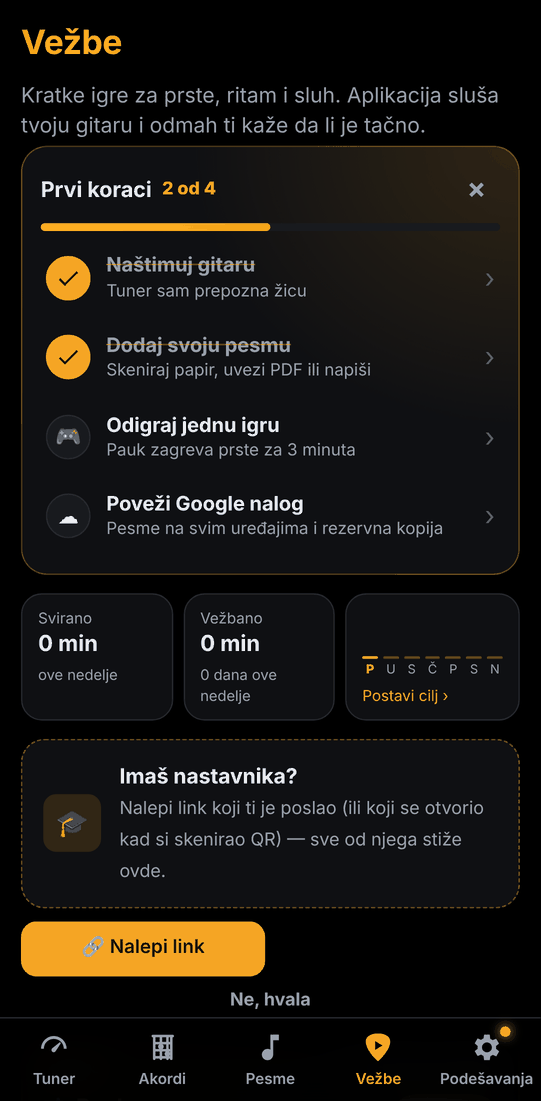 Vežbe
Kratke igre za prste, ritam i sluh. Aplikacija sluša
tvoju gitaru i odmah ti kaže da li je tačno.
Prvi koraci 2 od 4
Naštimuj gitaru
Tuner sam prepozna žicu
Dodaj svoju pesmu
Skeniraj papir, uvezi PDF ili napiši
Odigraj jednu igru
Pauk zagreva prste za 3 minuta
Poveži Google nalog
Pesme na svim uređajima i rezervna kopija
Svirano
0 min
ove nedelje
Vežbano
0 min
0 dana ove
nedelje
P U S Č P S N
Postavi cilj ›
Imaš nastavnika?
Nalepi link koji ti je poslao (ili koji se otvorio
kad si skenirao QR) — sve od njega stiže
ovde.
Nalepi link
Ne, hvala
Tuner Akordi Pesme Vežbe Podešavanja